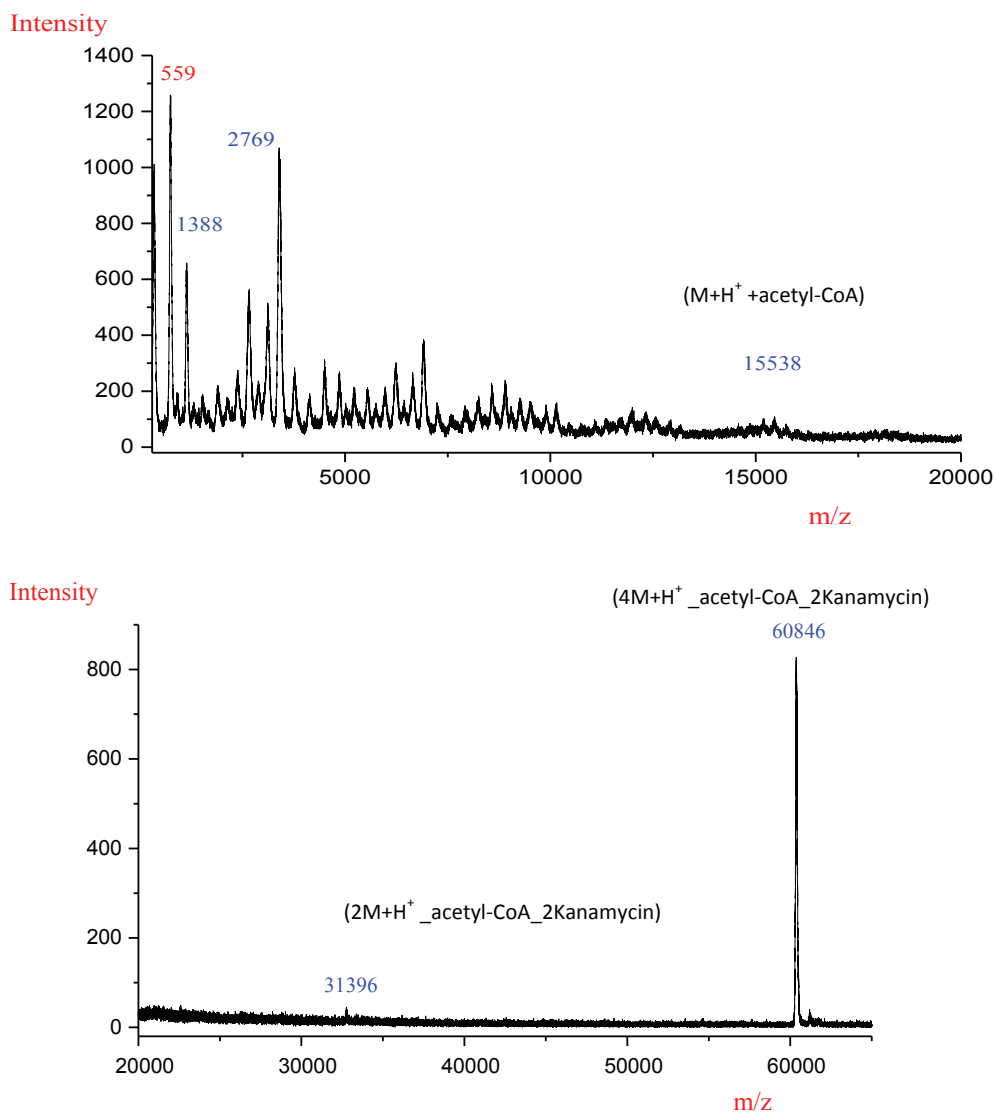 Intensity
1400
559
1200
2769
1000
1388
800
600
(M+H⁺ +acetyl-CoA)
400
15538
200
0
5000 10000 15000 20000
m/z
Intensity
(4M+H⁺ _acetyl-CoA_2Kanamycin)
60846
800
600
400
(2M+H⁺ _acetyl-CoA_2Kanamycin)
200
31396
0
20000 30000 40000 50000 60000
m/z